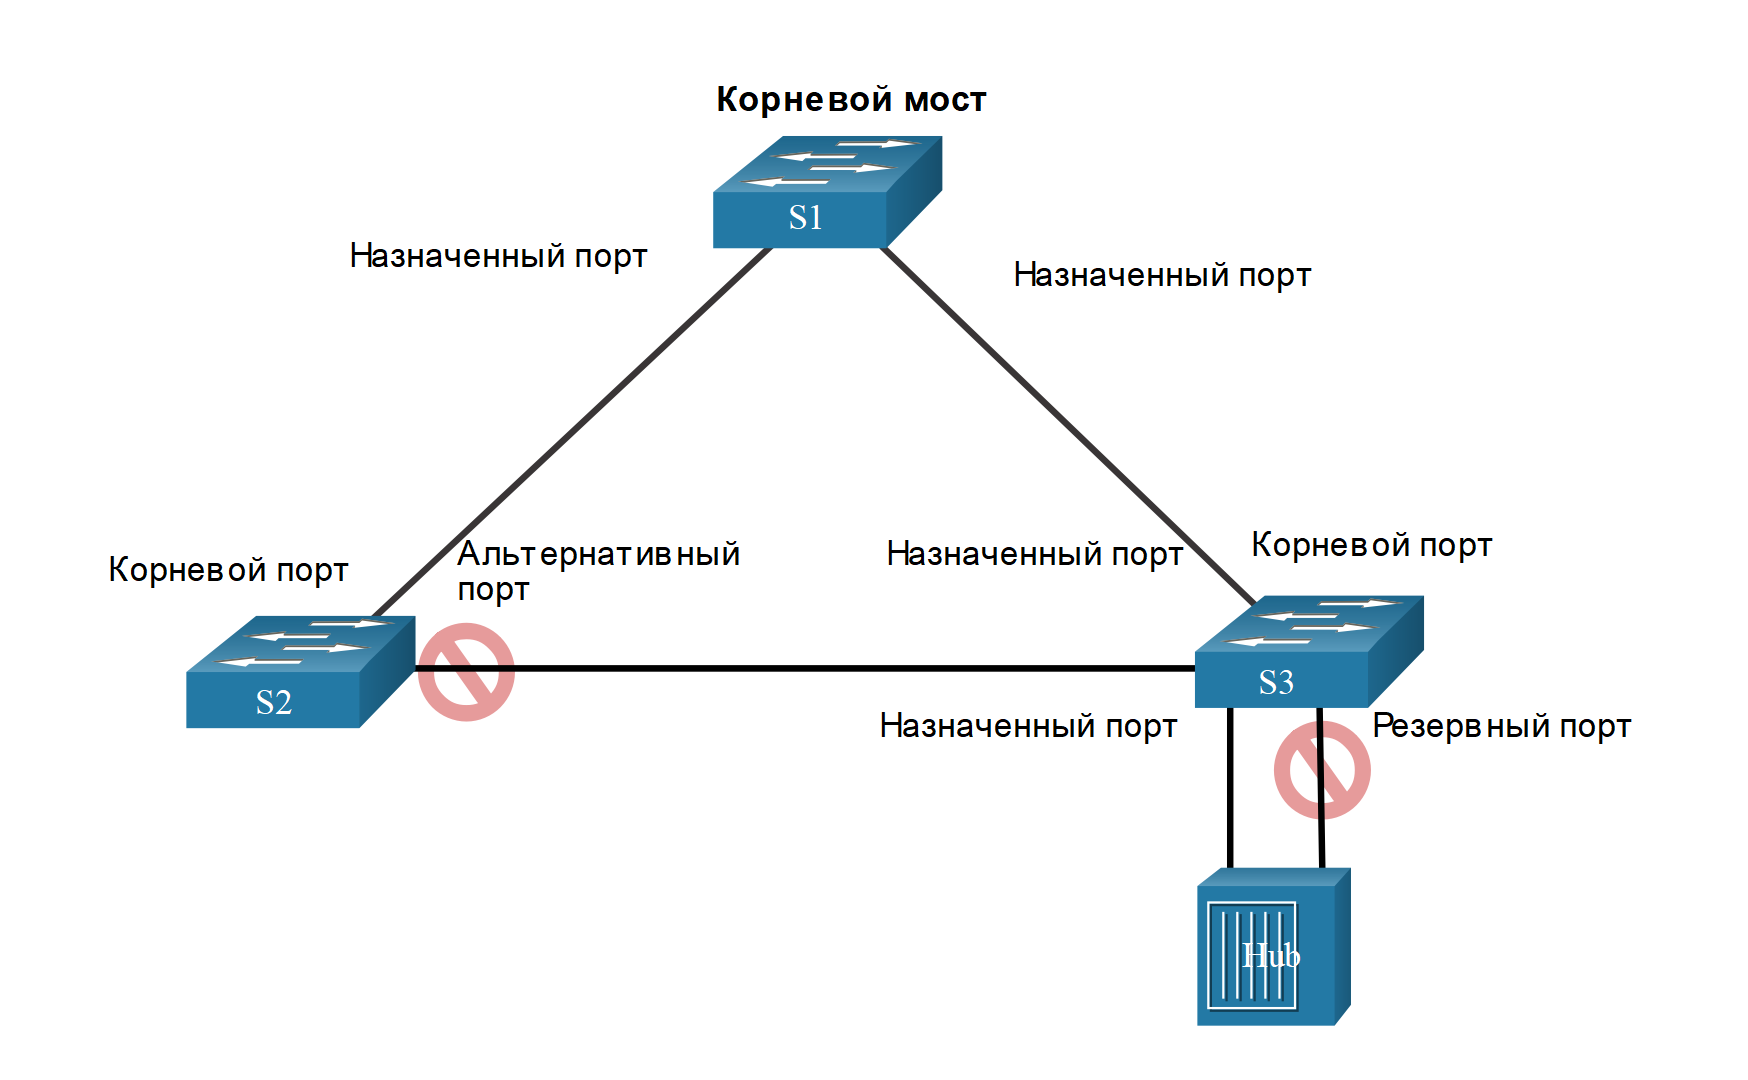 Корневой мост
S1
Назначенный порт
Назначенный порт
Корневой порт
Альтернативный
порт
Назначенный порт
Корневой порт
S2
S3
Назначенный порт
Резервный порт
Hub